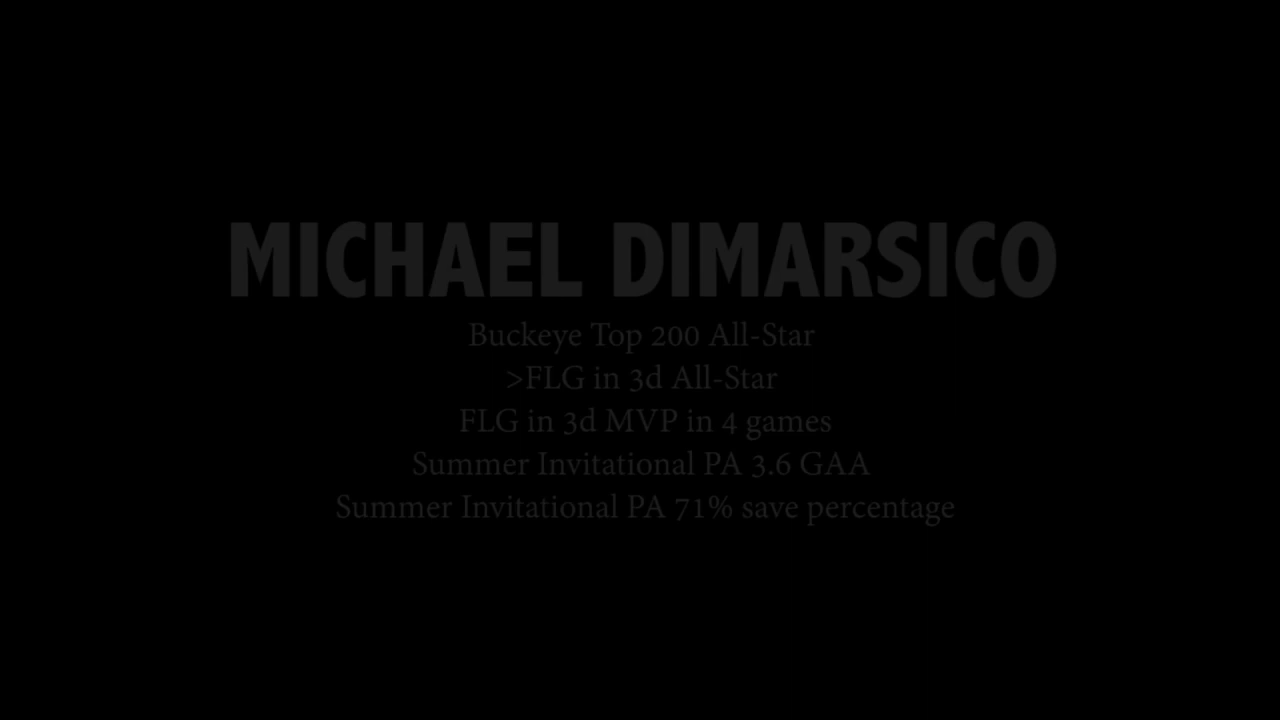 MICHAEL DIMARSICO
Buckeye Top 200 All-Star
>FLG in 3d All-Star
FLG in 3d MVP in 4 games
Summer Invitational PA 3.6 GAA
Summer Invitational PA 71% save percentage